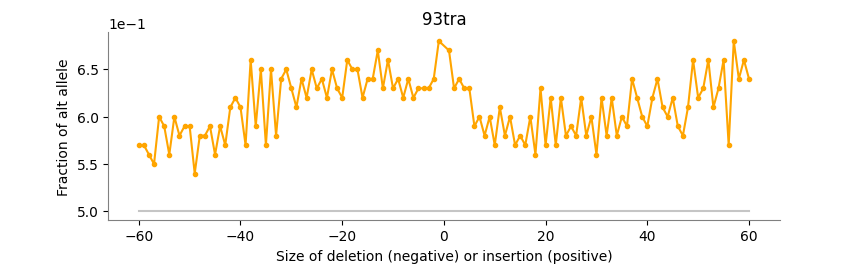 93tra
1e−1
Fraction of alt allele
6.5
6.0
5.5
5.0
−60 −40 −20 0 20 40 60
Size of deletion (negative) or insertion (positive)